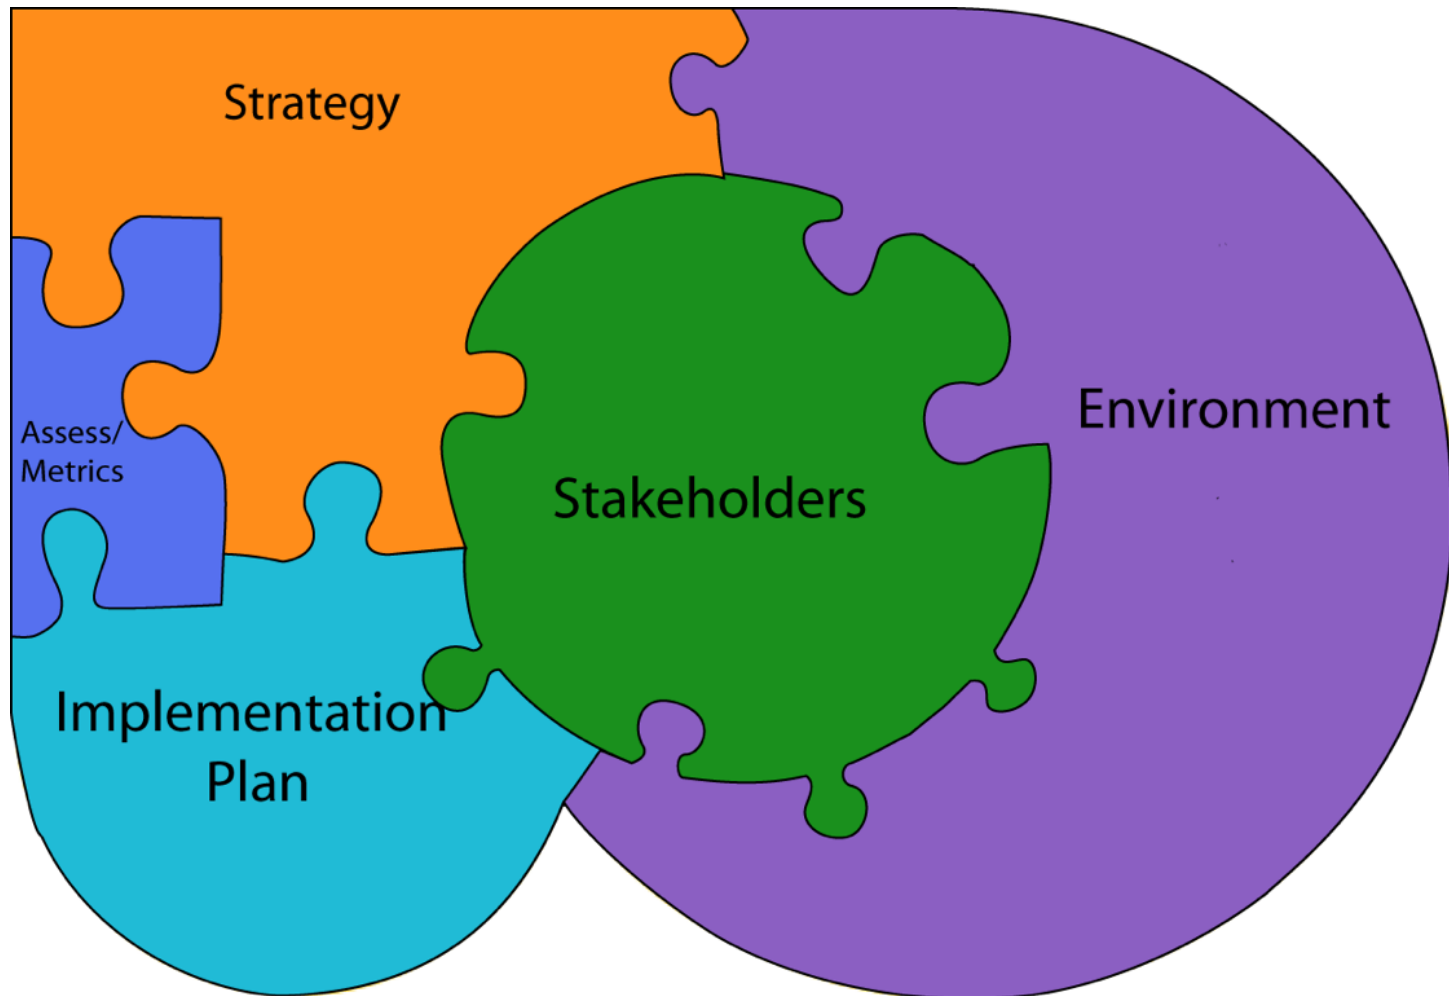 Strategy
Environment
Assess/
Metrics
Stakeholders
Implementation
Plan